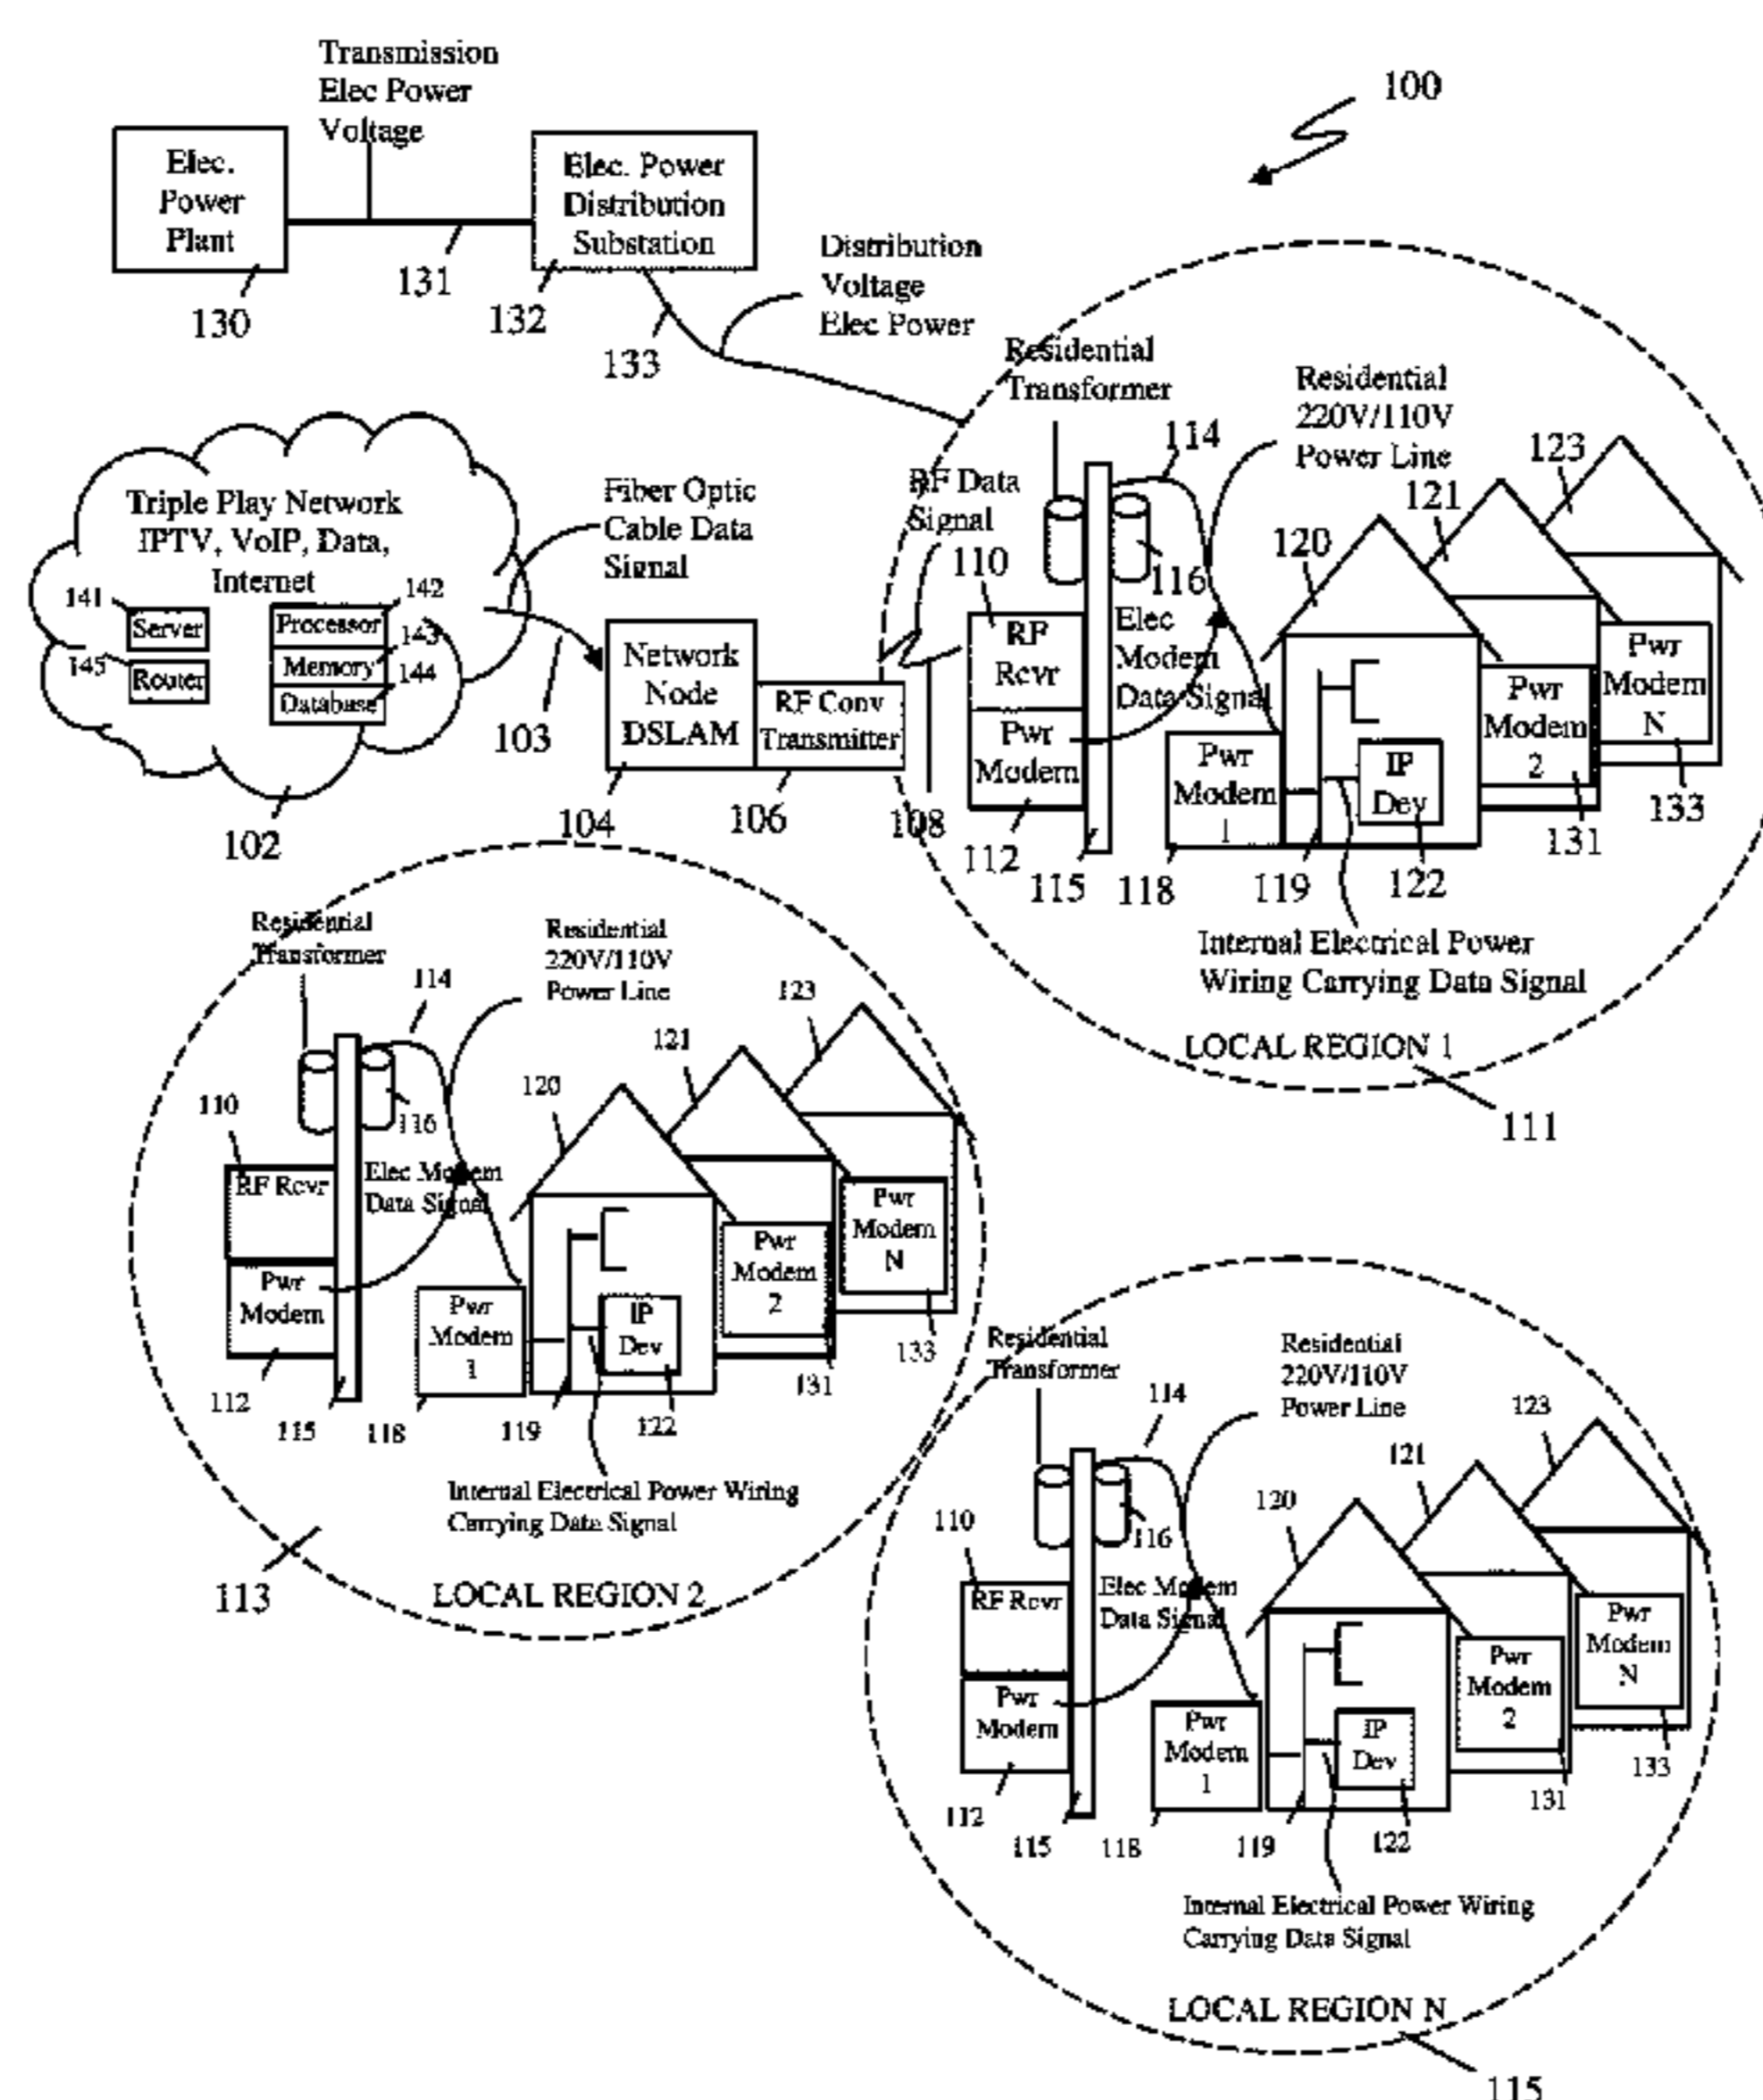 Transmission
Elec Power
Voltage
100
Elec.
Power
Plant
Elec. Power
Distribution
Substation
130
131
132
133
Distribution
Voltage
Elec Power
Triple Play Network
IPTV, VoIP, Data,
Internet
141
Server
145
Router
142
Processor
143
Memory
144
Database
102
Fiber Optic
Cable Data
Signal
103
Network
Node
DSLAM
104
RF Conv
Transmitter
106
RF Data
Signal
108
Residential
Transformer
114
Residential
220V/110V
Power Line
110
RF
Rcvr
Pwr
Modem
112
115
116
Elec
Modem
Data Signal
120
121
123
Pwr
Modem
1
118
119
IP
Dev
122
Pwr
Modem
2
131
Pwr
Modem
N
133
Internal Electrical Power
Wiring Carrying Data Signal
LOCAL REGION 1
111
Residential
Transformer
114
Residential
220V/110V
Power Line
110
RF Rcvr
Pwr
Modem
112
115
116
Elec Modem
Data Signal
120
121
123
Pwr
Modem
1
118
119
IP
Dev
122
Pwr
Modem
2
131
Pwr
Modem
N
133
Internal Electrical Power Wiring
Carrying Data Signal
LOCAL REGION 2
113
Residential
Transformer
114
Residential
220V/110V
Power Line
110
RF Rcvr
Pwr
Modem
112
115
116
Elec Modem
Data Signal
120
121
123
Pwr
Modem
1
118
119
IP
Dev
122
Pwr
Modem
2
131
Pwr
Modem
N
133
Internal Electrical Power Wiring
Carrying Data Signal
LOCAL REGION N
115